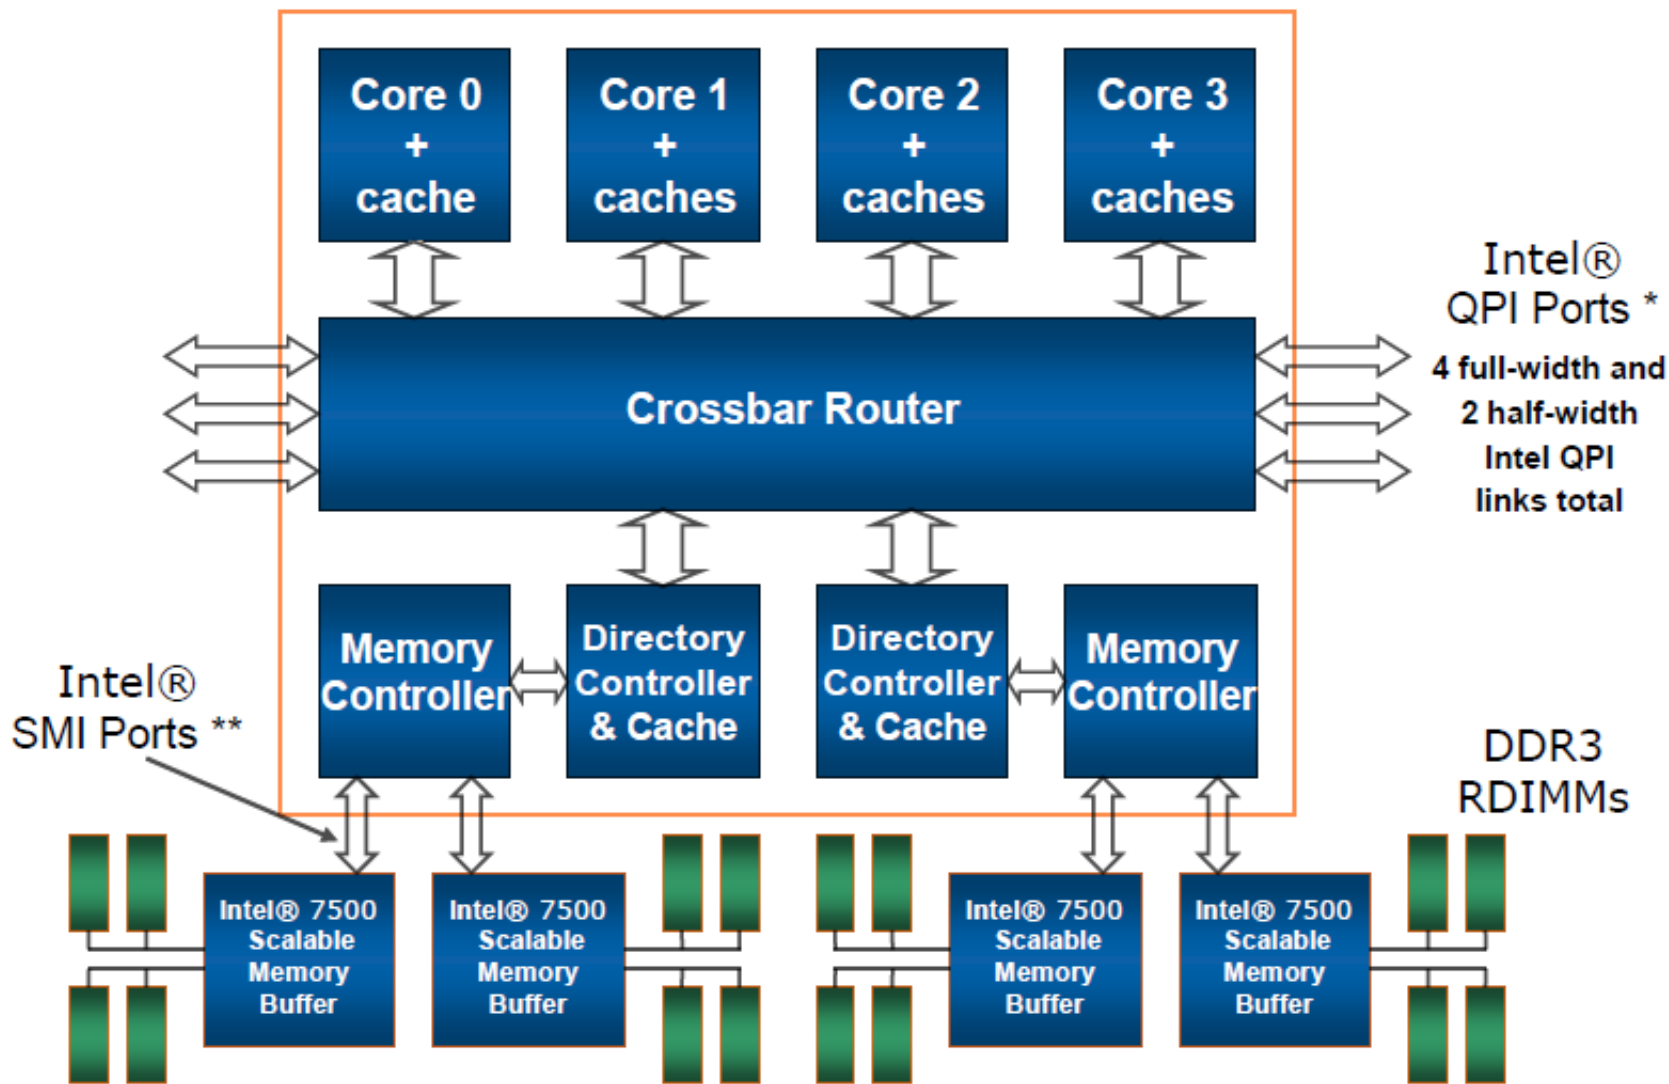 Core 0
+
cache
Core 1
+
caches
Core 2
+
caches
Core 3
+
caches
Intel®
QPI Ports *
4 full-width and
2 half-width
Intel QPI
links total
Crossbar Router
Memory
Controller
Directory
Controller
& Cache
Directory
Controller
& Cache
Memory
Controller
Intel®
SMI Ports **
DDR3
RDIMMs
Intel® 7500
Scalable
Memory
Buffer
Intel® 7500
Scalable
Memory
Buffer
Intel® 7500
Scalable
Memory
Buffer
Intel® 7500
Scalable
Memory
Buffer